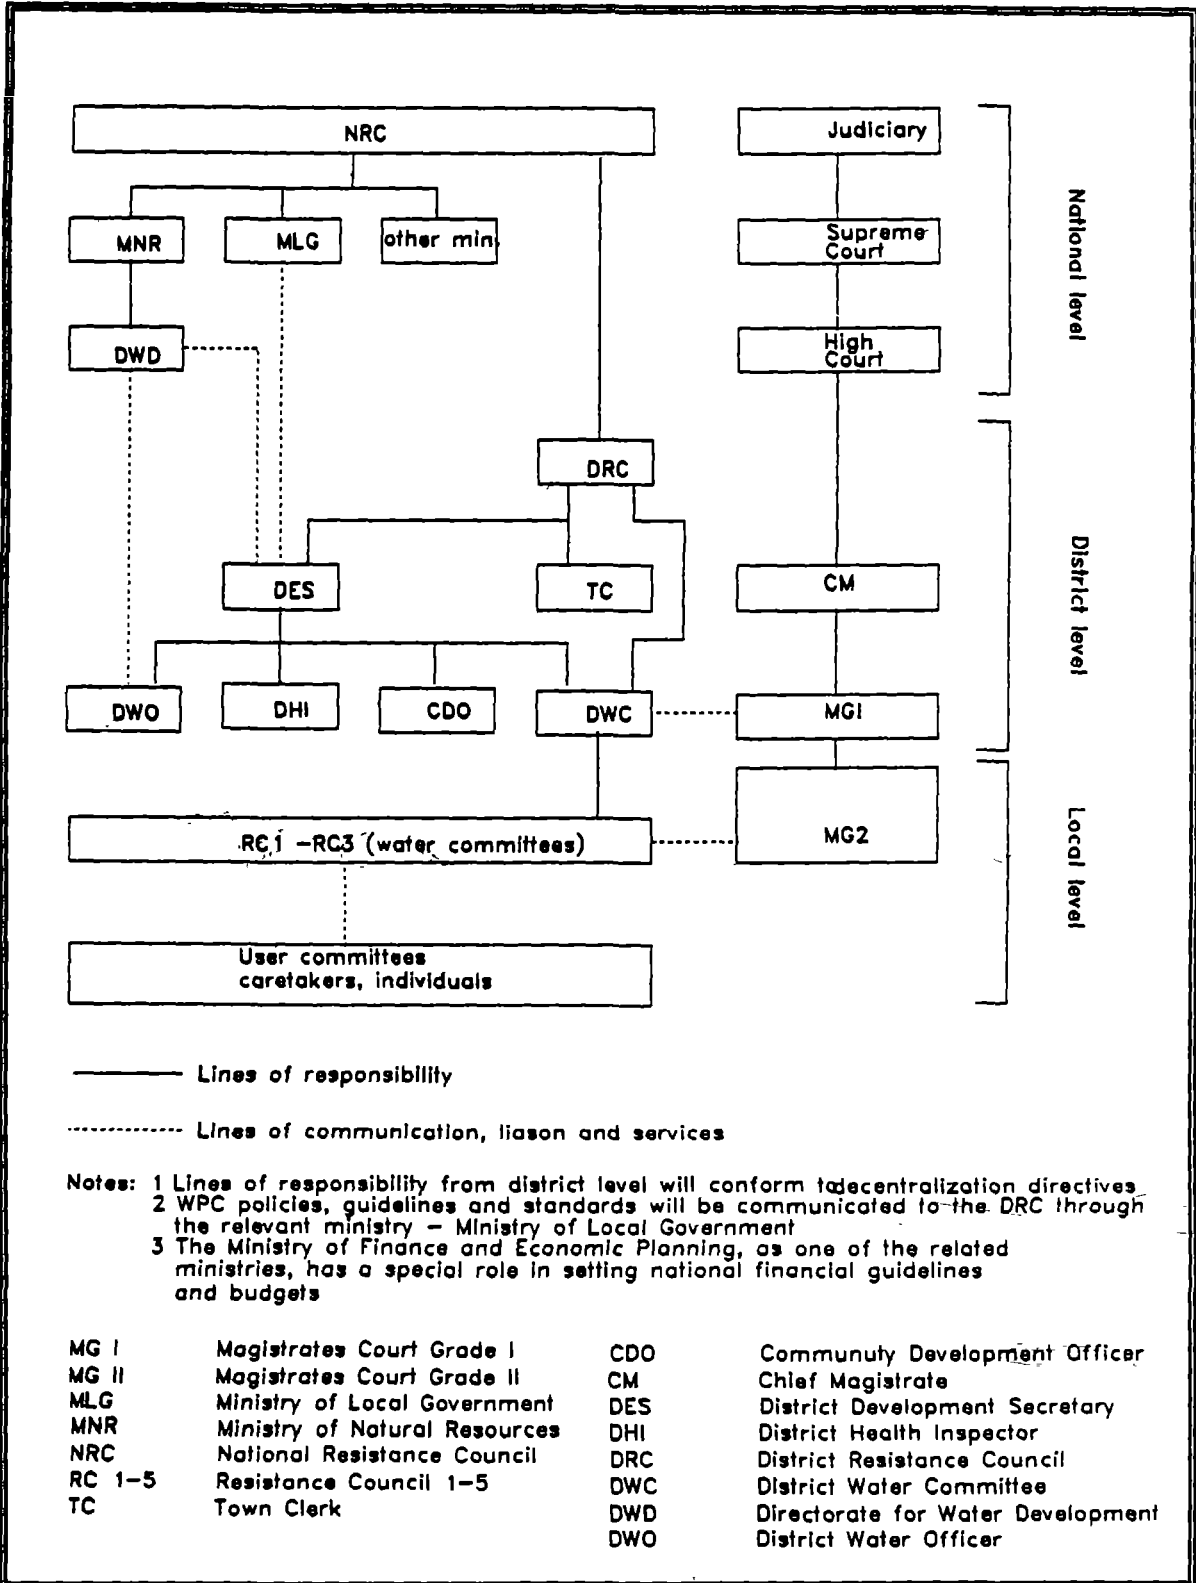 NRC
Judiciary
MNR
MLG
other min.
Supreme
Court
DWD
High
Court
National level
DRC
DES
TC
CM
District level
DWO
DHI
CDO
DWC
MG1
RC1 -RC3 (water committees)
MG2
Local level
User committees
caretakers, individuals
Lines of responsibility
Lines of communication, liason and services
Notes: 1 Lines of responsibility from district level will conform todecentralization directives
2 WPC policies, guidelines and standards will be communicated to the DRC through
the relevant ministry – Ministry of Local Government
3 The Ministry of Finance and Economic Planning, as one of the related
ministries, has a special role in setting national financial guidelines
and budgets
MG I Magistrates Court Grade I
MG II Magistrates Court Grade II
MLG Ministry of Local Government
MNR Ministry of Natural Resources
NRC National Resistance Council
RC 1-5 Resistance Council 1-5
TC Town Clerk
CDO Communuty Development Officer
CM Chief Magistrate
DES District Development Secretary
DHI District Health Inspector
DRC District Resistance Council
DWC District Water Committee
DWD Directorate for Water Development
DWO District Water Officer